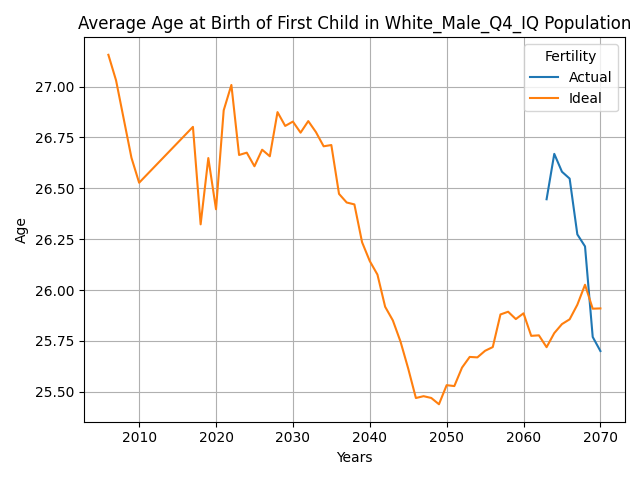 Average Age at Birth of First Child in White_Male_Q4_IQ Population
Fertility
Actual
Ideal
27.00
26.75
26.50
26.25
26.00
25.75
25.50
Age
2010 2020 2030 2040 2050 2060 2070
Years